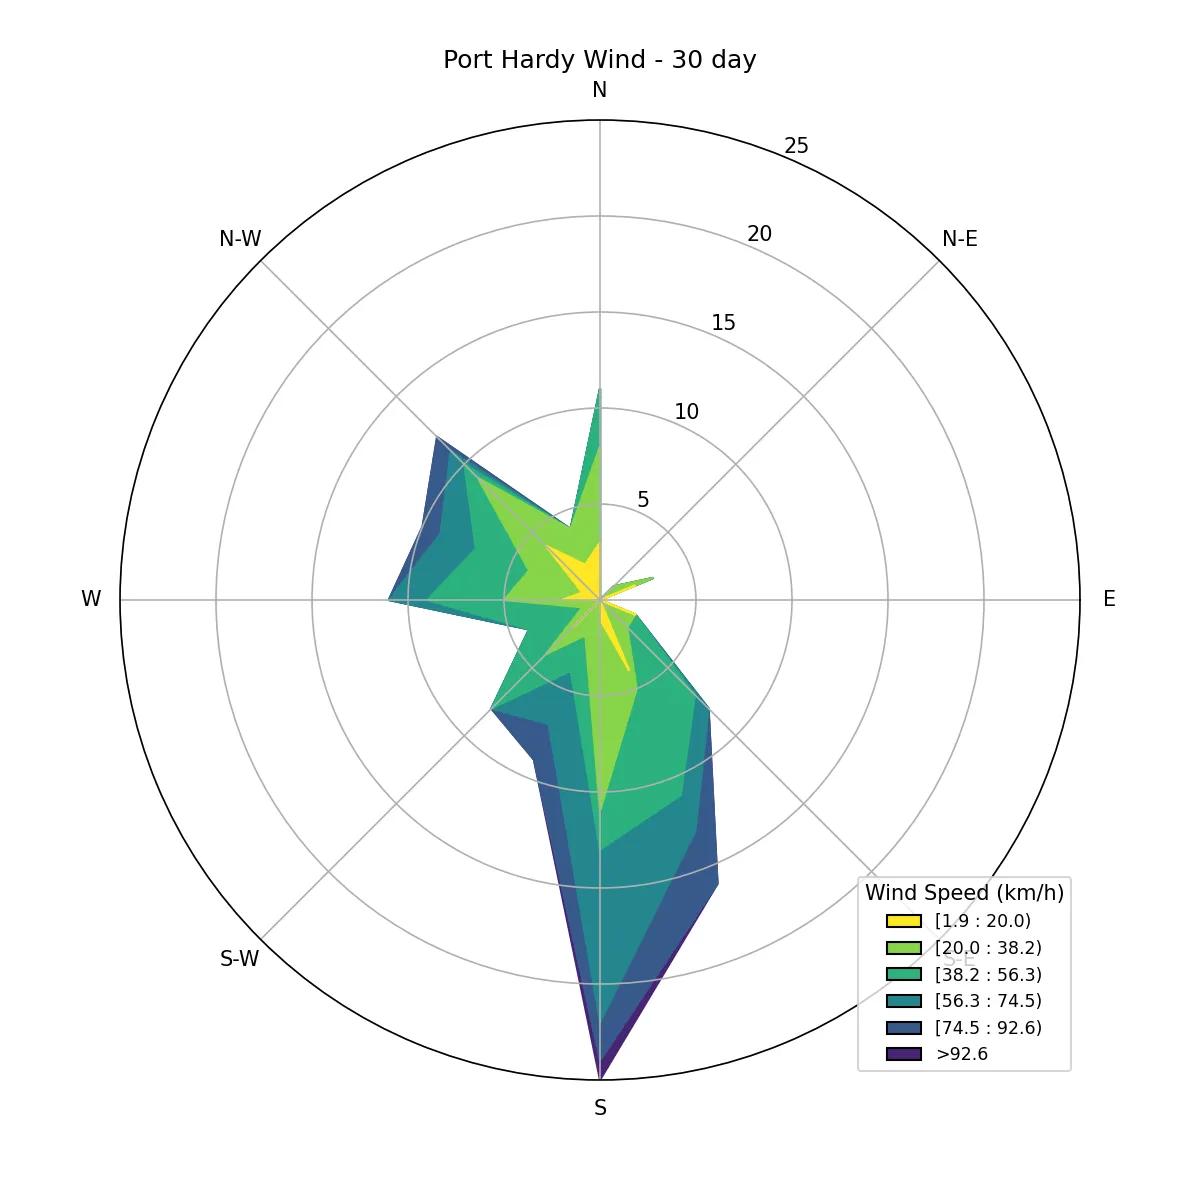 Port Hardy Wind - 30 day
N
25
N-W
20
N-E
15
10
5
W
E
S-W
S-E
S
Wind Speed (km/h)
[1.9 : 20.0)
[20.0 : 38.2)
[38.2 : 56.3)
[56.3 : 74.5)
[74.5 : 92.6)
>92.6